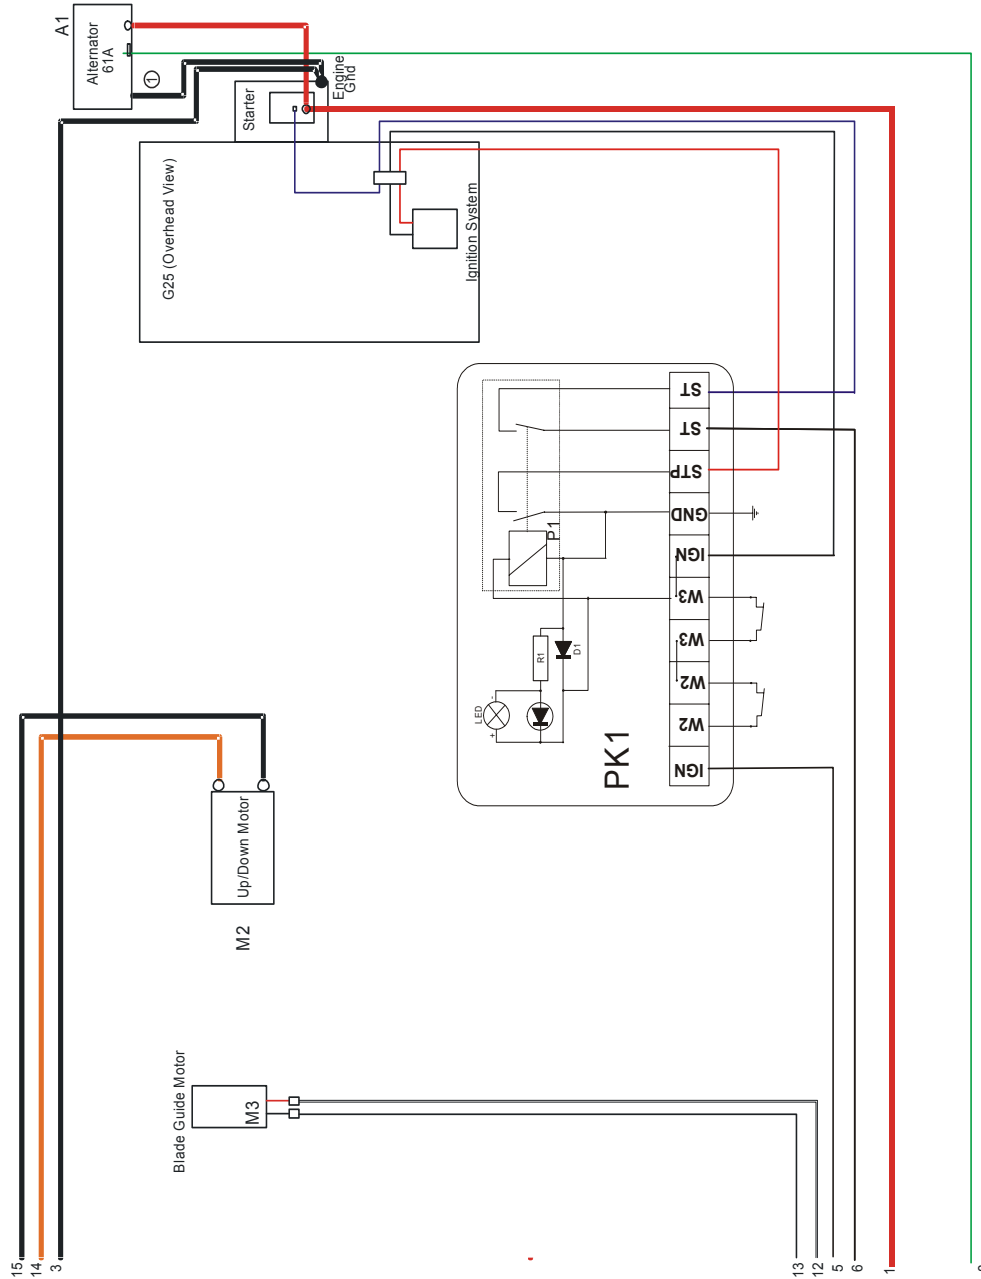 A1
Alternator
61A
1
Engine
Gnd
Starter
G25 (Overhead View)
Ignition System
ST
ST
STP
GND
IGN
W3
W3
W2
W2
IGN
P1
R1
D1
LED
-
+
PK1
Up/Down Motor
M2
Blade Guide Motor
M3
15
14
3
13
12
5
6
1